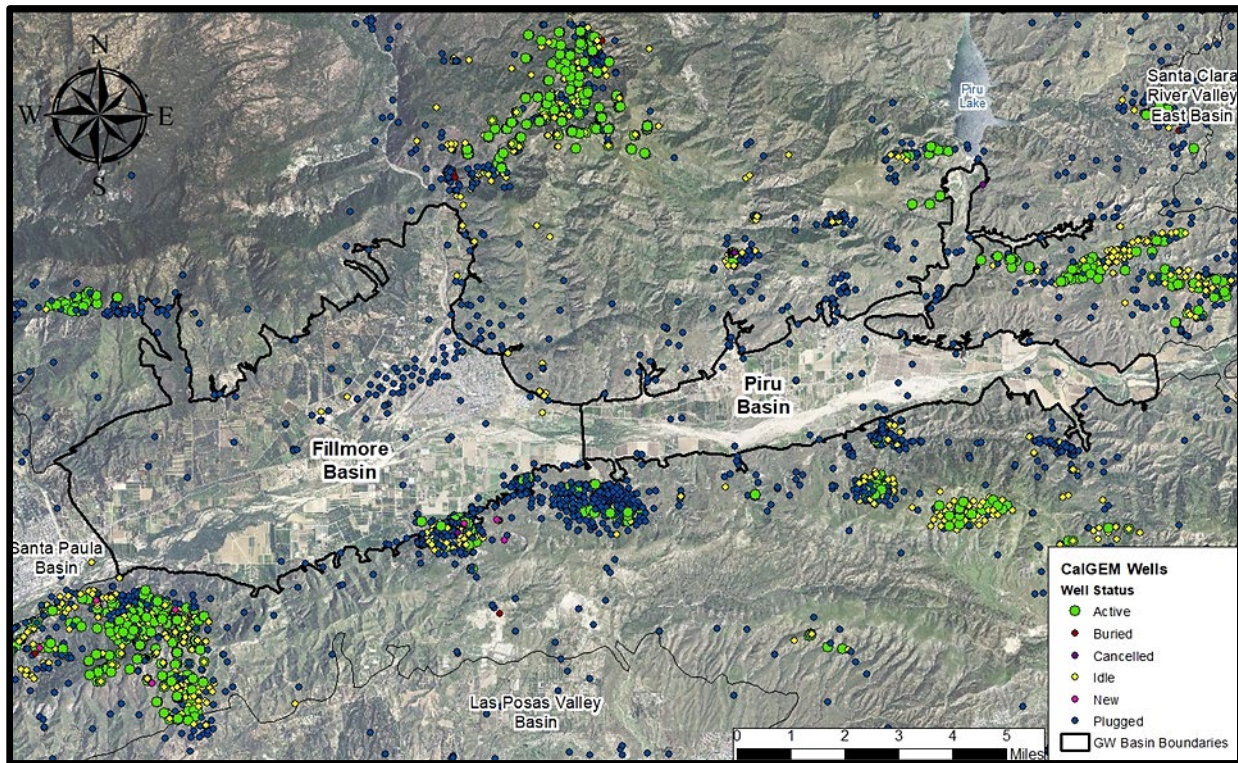 N
W
E
S
Piru
Lake
Santa Clara
River Valley
East Basin
Piru
Basin
Fillmore
Basin
Santa Paula
Basin
Las Posas Valley
Basin
CalGEM Wells
Well Status
Active
Buried
Cancelled
Idle
New
Plugged
GW Basin Boundaries
0 1 2 3 4 5
Miles